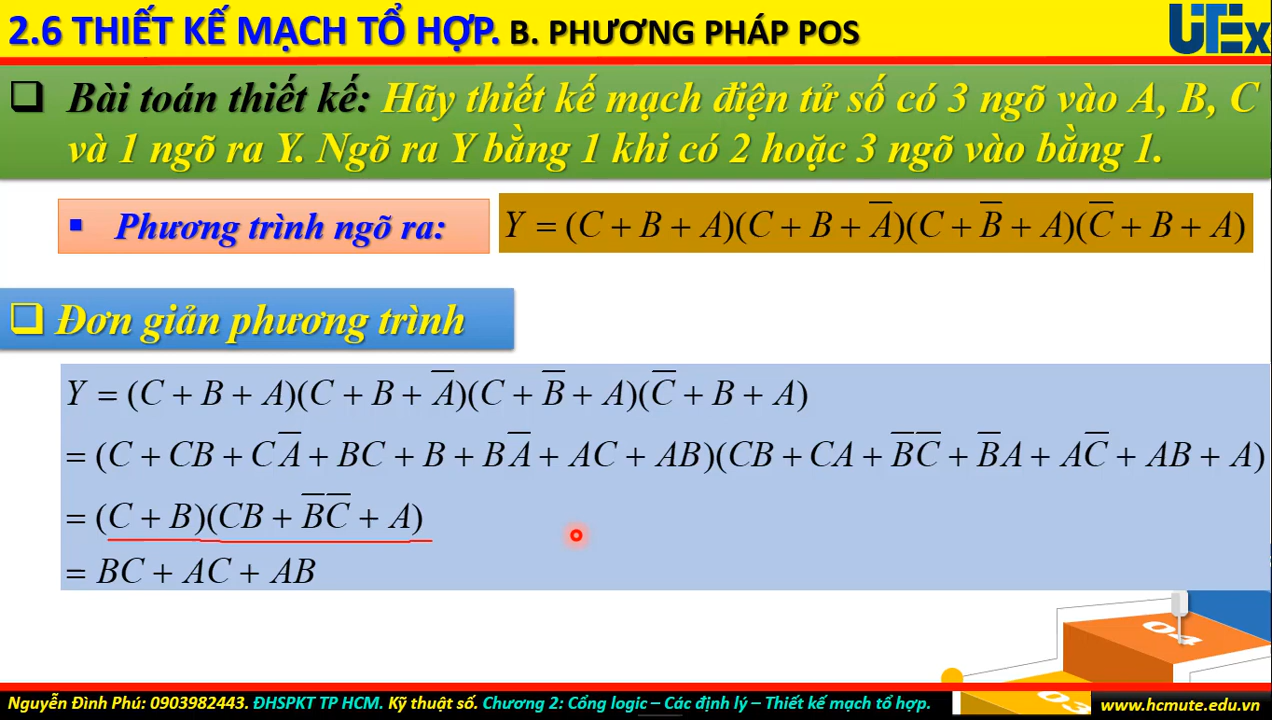 2.6 THIẾT KẾ MẠCH TỔ HỢP. B. PHƯƠNG PHÁP POS
UTEx
❑ Bài toán thiết kế: Hãy thiết kế mạch điện tử số có 3 ngõ vào A, B, C
và 1 ngõ ra Y. Ngõ ra Y bằng 1 khi có 2 hoặc 3 ngõ vào bằng 1.
▪ Phương trình ngõ ra:
Y = (C + B + A)(C + B + A̅)(C + B̅ + A)(C̅ + B + A)
❑ Đơn giản phương trình
Y = (C + B + A)(C + B + A̅)(C + B̅ + A)(C̅ + B + A)
= (C + CB + CA̅ + BC + B + BA̅ + AC + AB)(CB + CA + B̅C̅ + B̅A + AC̅ + AB + A)
= (C + B)(CB + B̅C̅ + A)
= BC + AC + AB
04
03
Nguyễn Đình Phú: 0903982443. ĐHSPKT TP HCM. Kỹ thuật số. Chương 2: Cổng logic – Các định lý – Thiết kế mạch tổ hợp.
www.hcmute.edu.vn